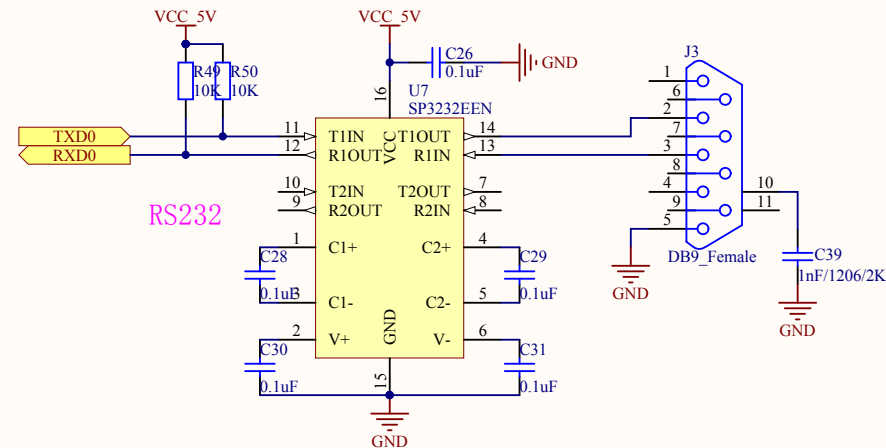 VCC_5V
VCC_5V
C26
0.1uF
GND
J3
R49
R50
10K
10K
U7
SP3232EEN
16
1
6
2
7
3
8
4
9
5
TXD0
RXD0
11
T1IN
T1OUT
14
12
R1OUT
R1IN
13
VCC
10
T2IN
T2OUT
7
9
R2OUT
R2IN
8
RS232
10
11
1
C1+
C2+
4
C28
0.1uF
C29
0.1uF
3
C1-
C2-
5
DB9_Female
GND
C39
1nF/1206/2K
GND
2
V+
GND
V-
6
C30
0.1uF
C31
0.1uF
15
GND